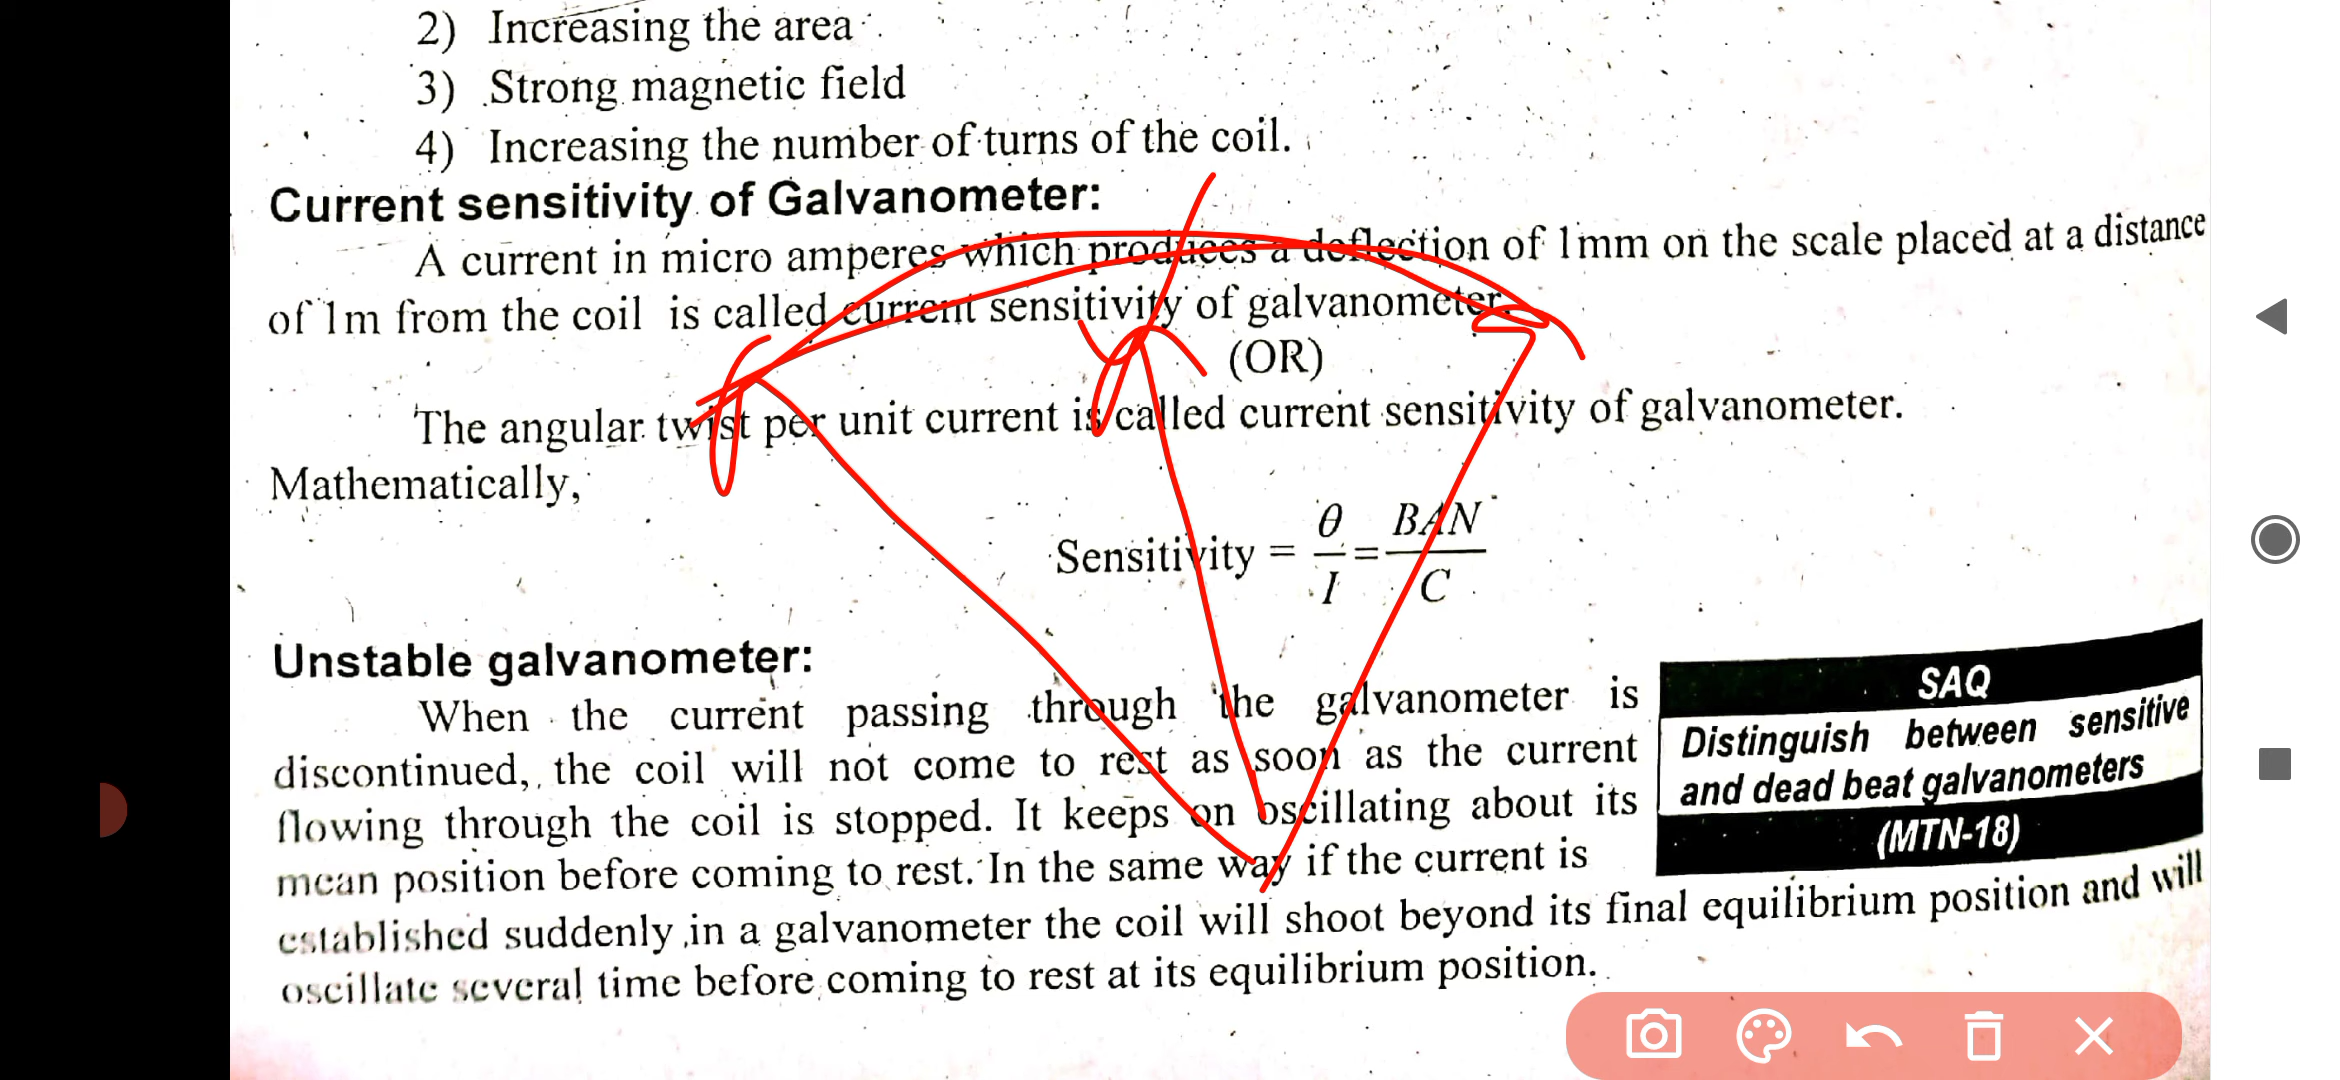 2) Increasing the area
3) Strong magnetic field
4) Increasing the number of turns of the coil.
Current sensitivity of Galvanometer:
A current in micro amperes which produces a deflection of 1mm on the scale placed at a distance
of 1m from the coil is called current sensitivity of galvanometer.
(OR)
The angular twist per unit current is called current sensitivity of galvanometer.
Mathematically,
Sensitivity = θ/I = BAN/C
Unstable galvanometer:
When the current passing through the galvanometer is
discontinued, the coil will not come to rest as soon as the current
flowing through the coil is stopped. It keeps on oscillating about its
mean position before coming to rest. In the same way if the current is
established suddenly in a galvanometer the coil will shoot beyond its final equilibrium position and will
oscillate several time before coming to rest at its equilibrium position.
SAQ
Distinguish between sensitive
and dead beat galvanometers
(MTN-18)